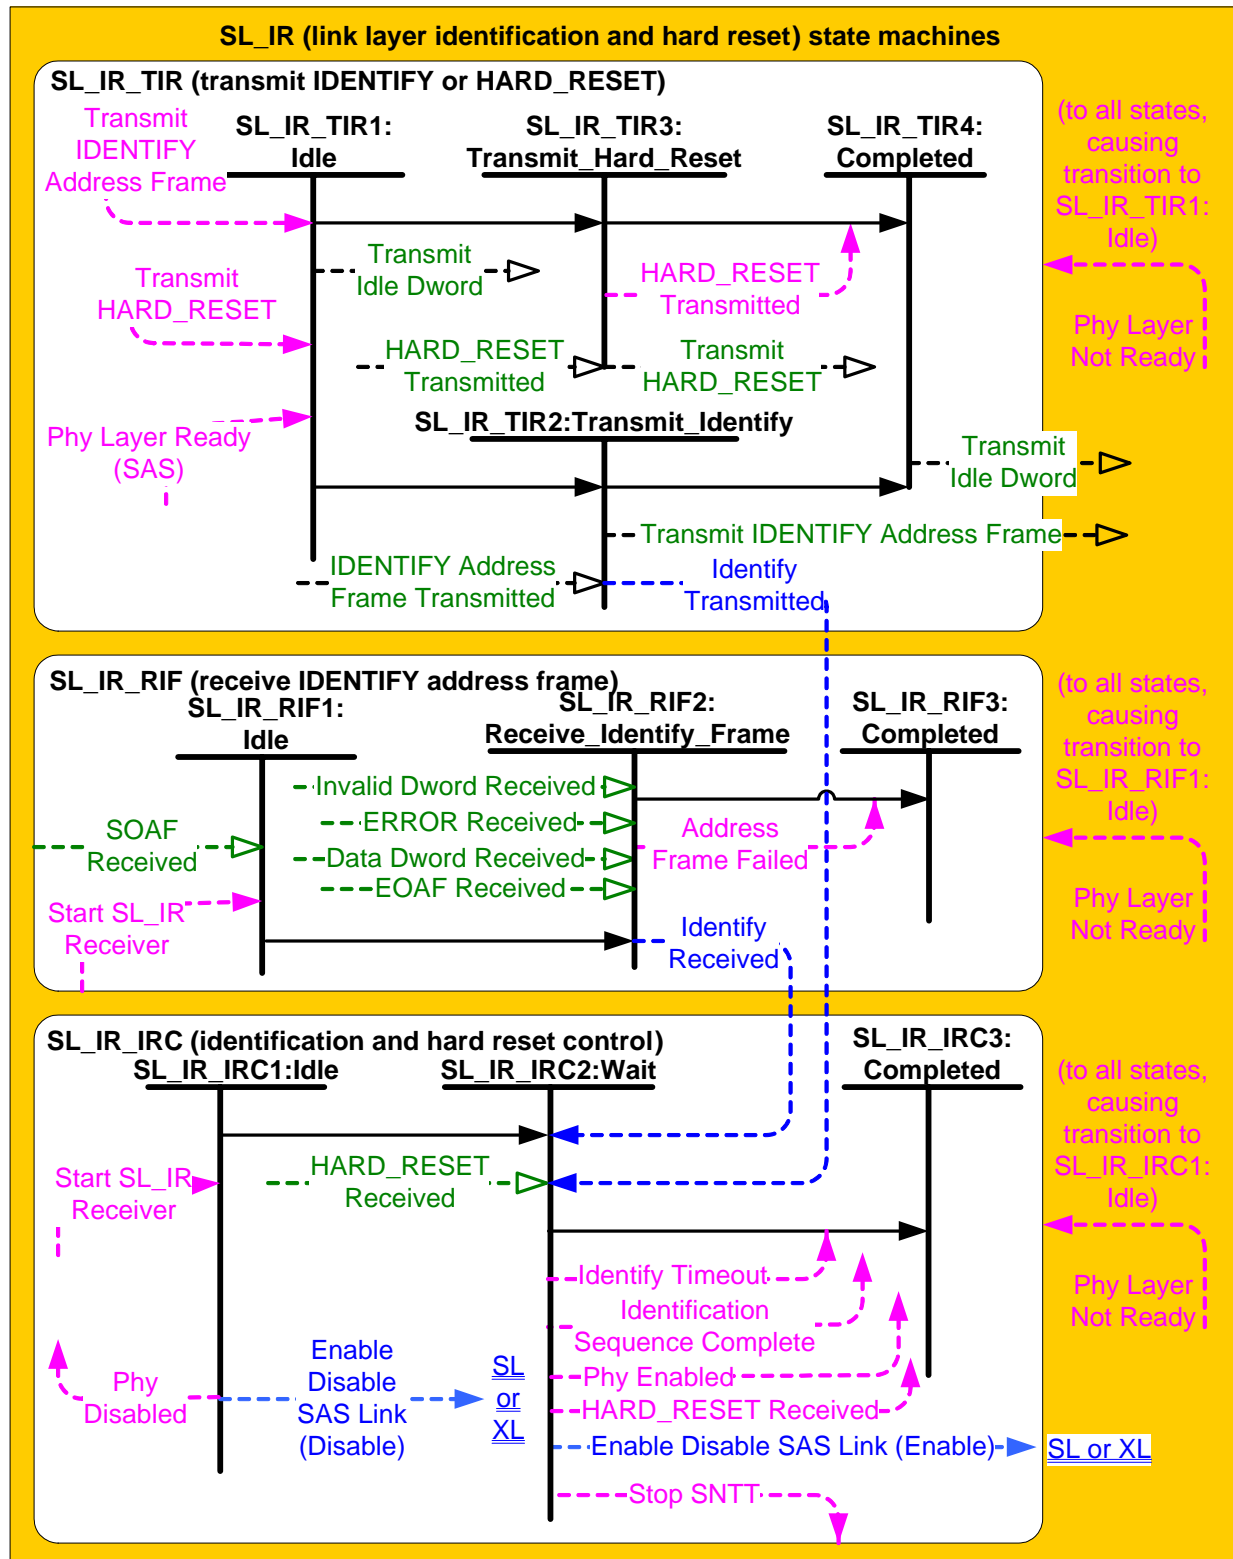 SL_IR (link layer identification and hard reset) state machines
SL_IR_TIR (transmit IDENTIFY or HARD_RESET)
Transmit
IDENTIFY
Address Frame
SL_IR_TIR1:
Idle
SL_IR_TIR3:
Transmit_Hard_Reset
SL_IR_TIR4:
Completed
(to all states,
causing
transition to
SL_IR_TIR1:
Idle)
Transmit
Idle Dword
HARD_RESET
Transmitted
Transmit
HARD_RESET
Phy Layer
Not Ready
HARD_RESET
Transmitted
Transmit
HARD_RESET
SL_IR_TIR2:Transmit_Identify
Phy Layer Ready
(SAS)
Transmit
Idle Dword
Transmit IDENTIFY Address Frame
IDENTIFY Address
Frame Transmitted
Identify
Transmitted
SL_IR_RIF (receive IDENTIFY address frame)
SL_IR_RIF1:
Idle
SL_IR_RIF2:
Receive_Identify_Frame
SL_IR_RIF3:
Completed
(to all states,
causing
transition to
SL_IR_RIF1:
Idle)
Invalid Dword Received
ERROR Received
Data Dword Received
EOAF Received
SOAF
Received
Address
Frame Failed
Start SL_IR
Receiver
Identify
Received
Phy Layer
Not Ready
SL_IR_IRC (identification and hard reset control)
SL_IR_IRC1:Idle
SL_IR_IRC2:Wait
SL_IR_IRC3:
Completed
(to all states,
causing
transition to
SL_IR_IRC1:
Idle)
Start SL_IR
Receiver
HARD_RESET
Received
Identify Timeout
Identification
Sequence Complete
Phy Layer
Not Ready
Phy
Disabled
Enable
Disable
SAS Link
(Disable)
SL
or
XL
Phy Enabled
HARD_RESET Received
Enable Disable SAS Link (Enable)
SL or XL
Stop SNTT